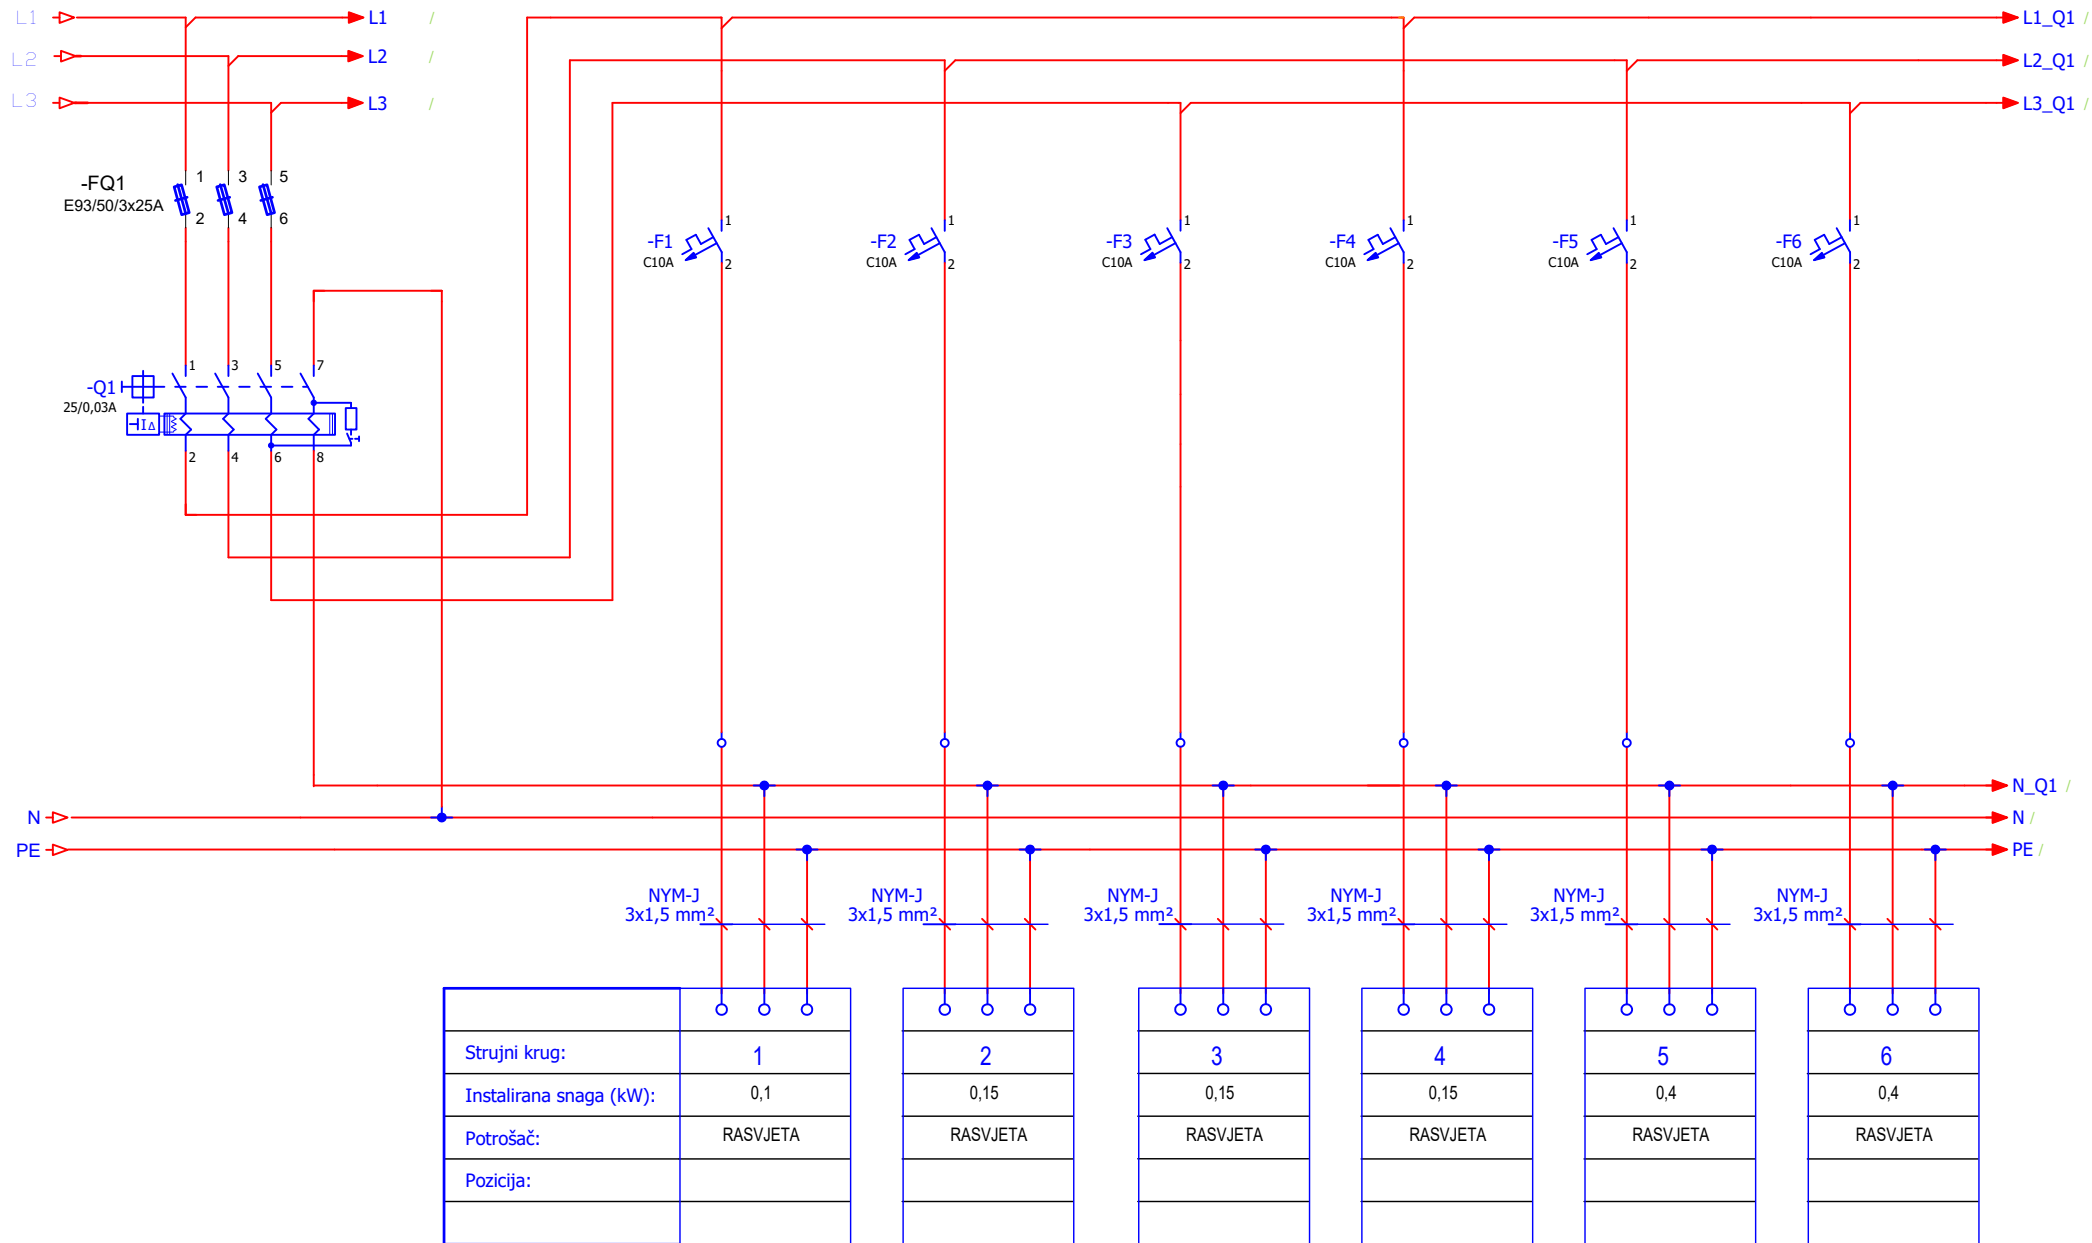 L1 L1 / L1_Q1 /
L2 L2 / L2_Q1 /
L3 L3 / L3_Q1 /
-FQ1 1 3 5
E93/50/3x25A 2 4 6
1 1 1 1 1 1
-F1 -F2 -F3 -F4 -F5 -F6
C10A 2 C10A 2 C10A 2 C10A 2 C10A 2 C10A 2
1 3 5 7
-Q1
25/0,03A
I∆
2 4 6 8
N_Q1 /
N N /
PE PE /
NYM-J NYM-J NYM-J NYM-J NYM-J NYM-J
3x1,5 mm² 3x1,5 mm² 3x1,5 mm² 3x1,5 mm² 3x1,5 mm² 3x1,5 mm²
Strujni krug: 1 2 3 4 5 6
Instalirana snaga (kW): 0,1 0,15 0,15 0,15 0,4 0,4
Potrošač: RASVJETA RASVJETA RASVJETA RASVJETA RASVJETA RASVJETA
Pozicija: